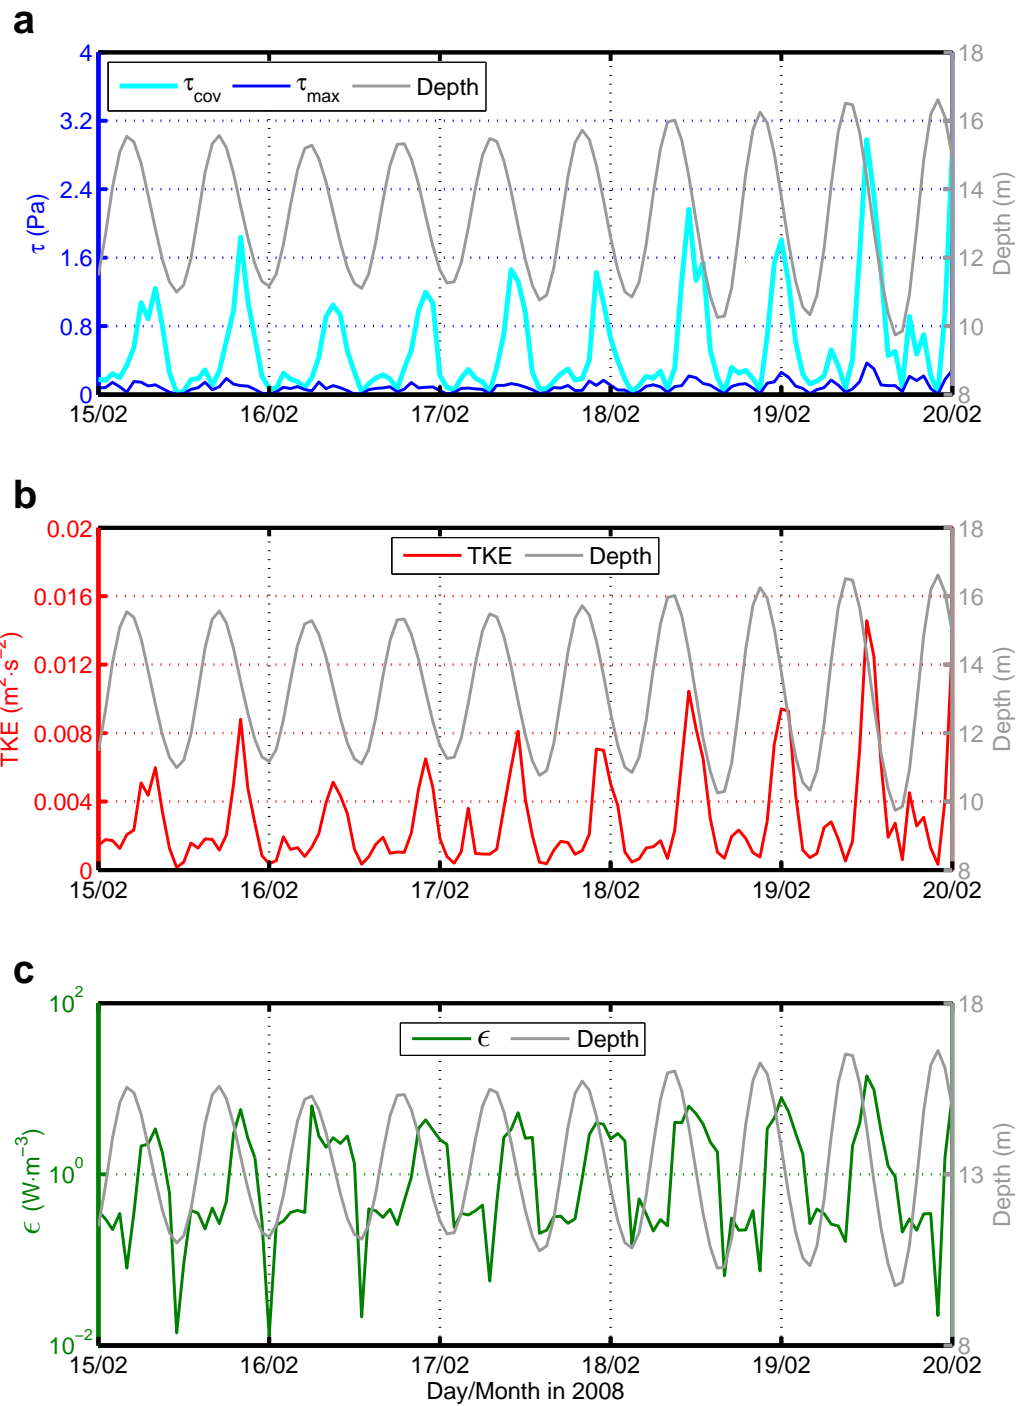 a
4
3.2
2.4
1.6
0.8
0
τ (Pa)
τcov τmax Depth
18
16
14
12
10
8
Depth (m)
15/02 16/02 17/02 18/02 19/02 20/02
b
0.02
0.016
0.012
0.008
0.004
0
TKE (m²·s⁻²)
TKE Depth
18
16
14
12
10
8
Depth (m)
15/02 16/02 17/02 18/02 19/02 20/02
c
10²
10⁰
10⁻²
ϵ (W·m⁻³)
ϵ Depth
18
13
8
Depth (m)
15/02 16/02 17/02 18/02 19/02 20/02
Day/Month in 2008